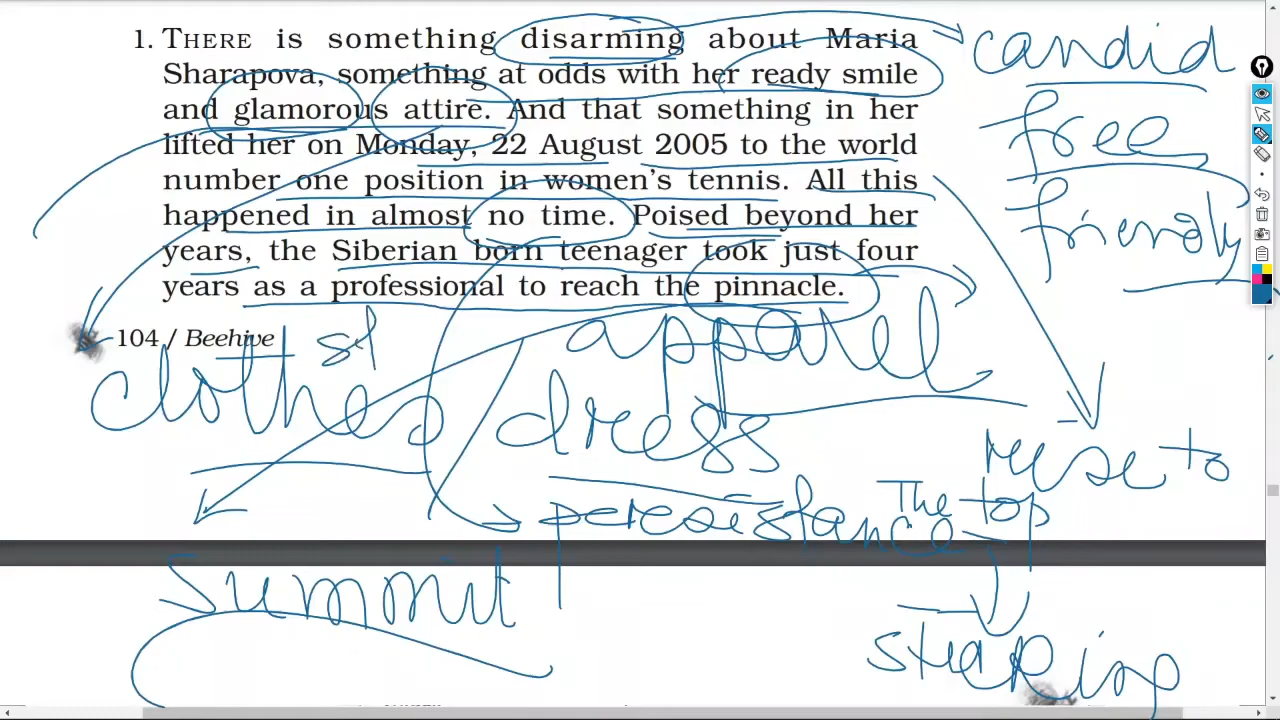 1. THERE is something disarming about Maria
Sharapova, something at odds with her ready smile
and glamorous attire. And that something in her
lifted her on Monday, 22 August 2005 to the world
number one position in women's tennis. All this
happened in almost no time. Poised beyond her
years, the Siberian born teenager took just four
years as a professional to reach the pinnacle.
104 / Beehive
candid
free
friendly
apparel
clothes
dress
rise to
The top
persistance
summit